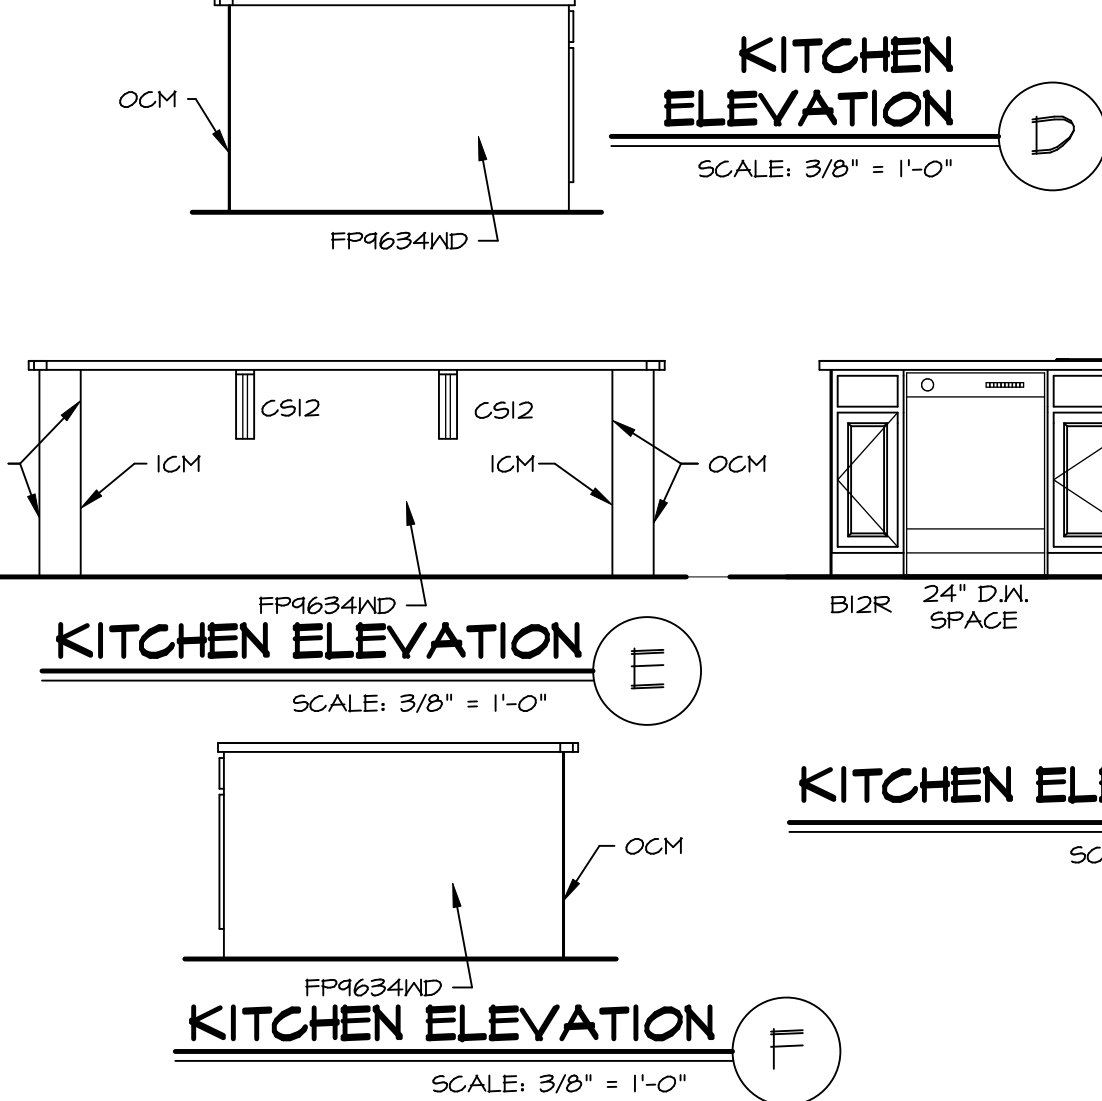 KITCHEN
ELEVATION
D
OCM
SCALE: 3/8" = 1'-0"
FP9634WD
CS12
CS12
ICM
ICM
OCM
FP9634WD
B12R
24" D.W.
SPACE
KITCHEN ELEVATION
E
SCALE: 3/8" = 1'-0"
KITCHEN
OCM
FP9634WD
KITCHEN ELEVATION
F
SCALE: 3/8" = 1'-0"